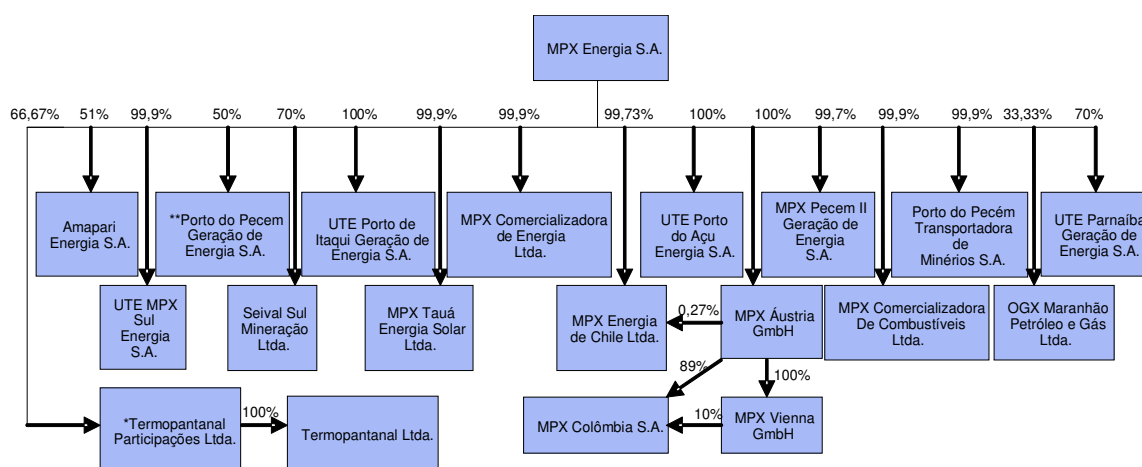 MPX Energia S.A.
66,67%
51%
99,9%
50%
70%
100%
99,9%
99,9%
99,73%
100%
100%
99,7%
99,9%
99,9%
33,33%
70%
Amapari
Energia S.A.
**Porto do Pecem
Geração de
Energia S.A.
UTE Porto de
Itaqui Geração de
Energia S.A.
MPX Comercializadora
de Energia
Ltda.
UTE Porto
do Açu
Energia S.A.
MPX Pecem II
Geração de
Energia
S.A.
Porto do Pecém
Transportadora
de
Minérios S.A.
UTE Parnaíba
Geração de
Energia S.A.
UTE MPX
Sul
Energia
S.A.
Seival Sul
Mineração
Ltda.
MPX Tauá
Energia Solar
Ltda.
MPX Energia
de Chile Ltda.
0,27%
MPX Áustria
GmbH
MPX Comercializadora
De Combustíveis
Ltda.
OGX Maranhão
Petróleo e Gás
Ltda.
89%
100%
*Termopantanal
Participações Ltda.
100%
Termopantanal Ltda.
MPX Colômbia S.A.
10%
MPX Vienna
GmbH